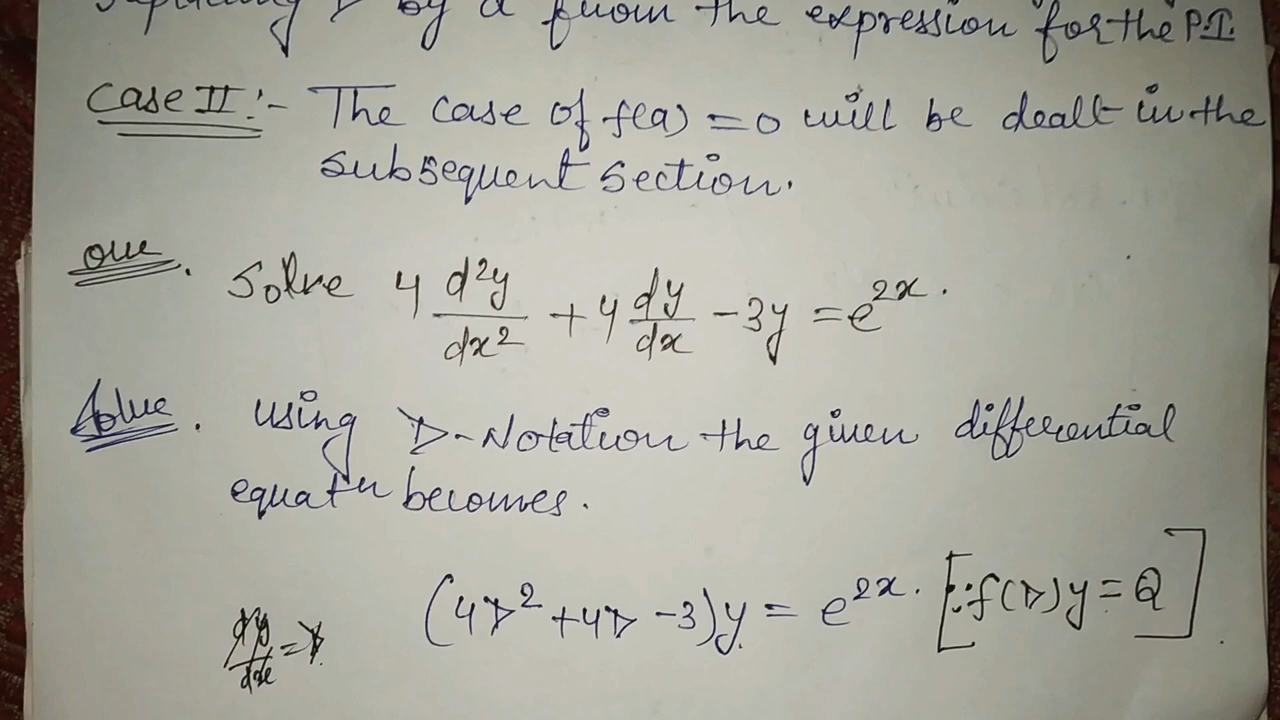 by a from the expression for the P.I.
Case II :- The case of f(a) = 0 will be dealt in the
subsequent section.
Que. Solve 4 d²y/dx² + 4 dy/dx - 3y = e^2x.
Solve. Using D-Notation the given differential
equatn becomes.
(4D² + 4D - 3)y = e^2x. [∵ f(D)y = Q]
dy/dx = D